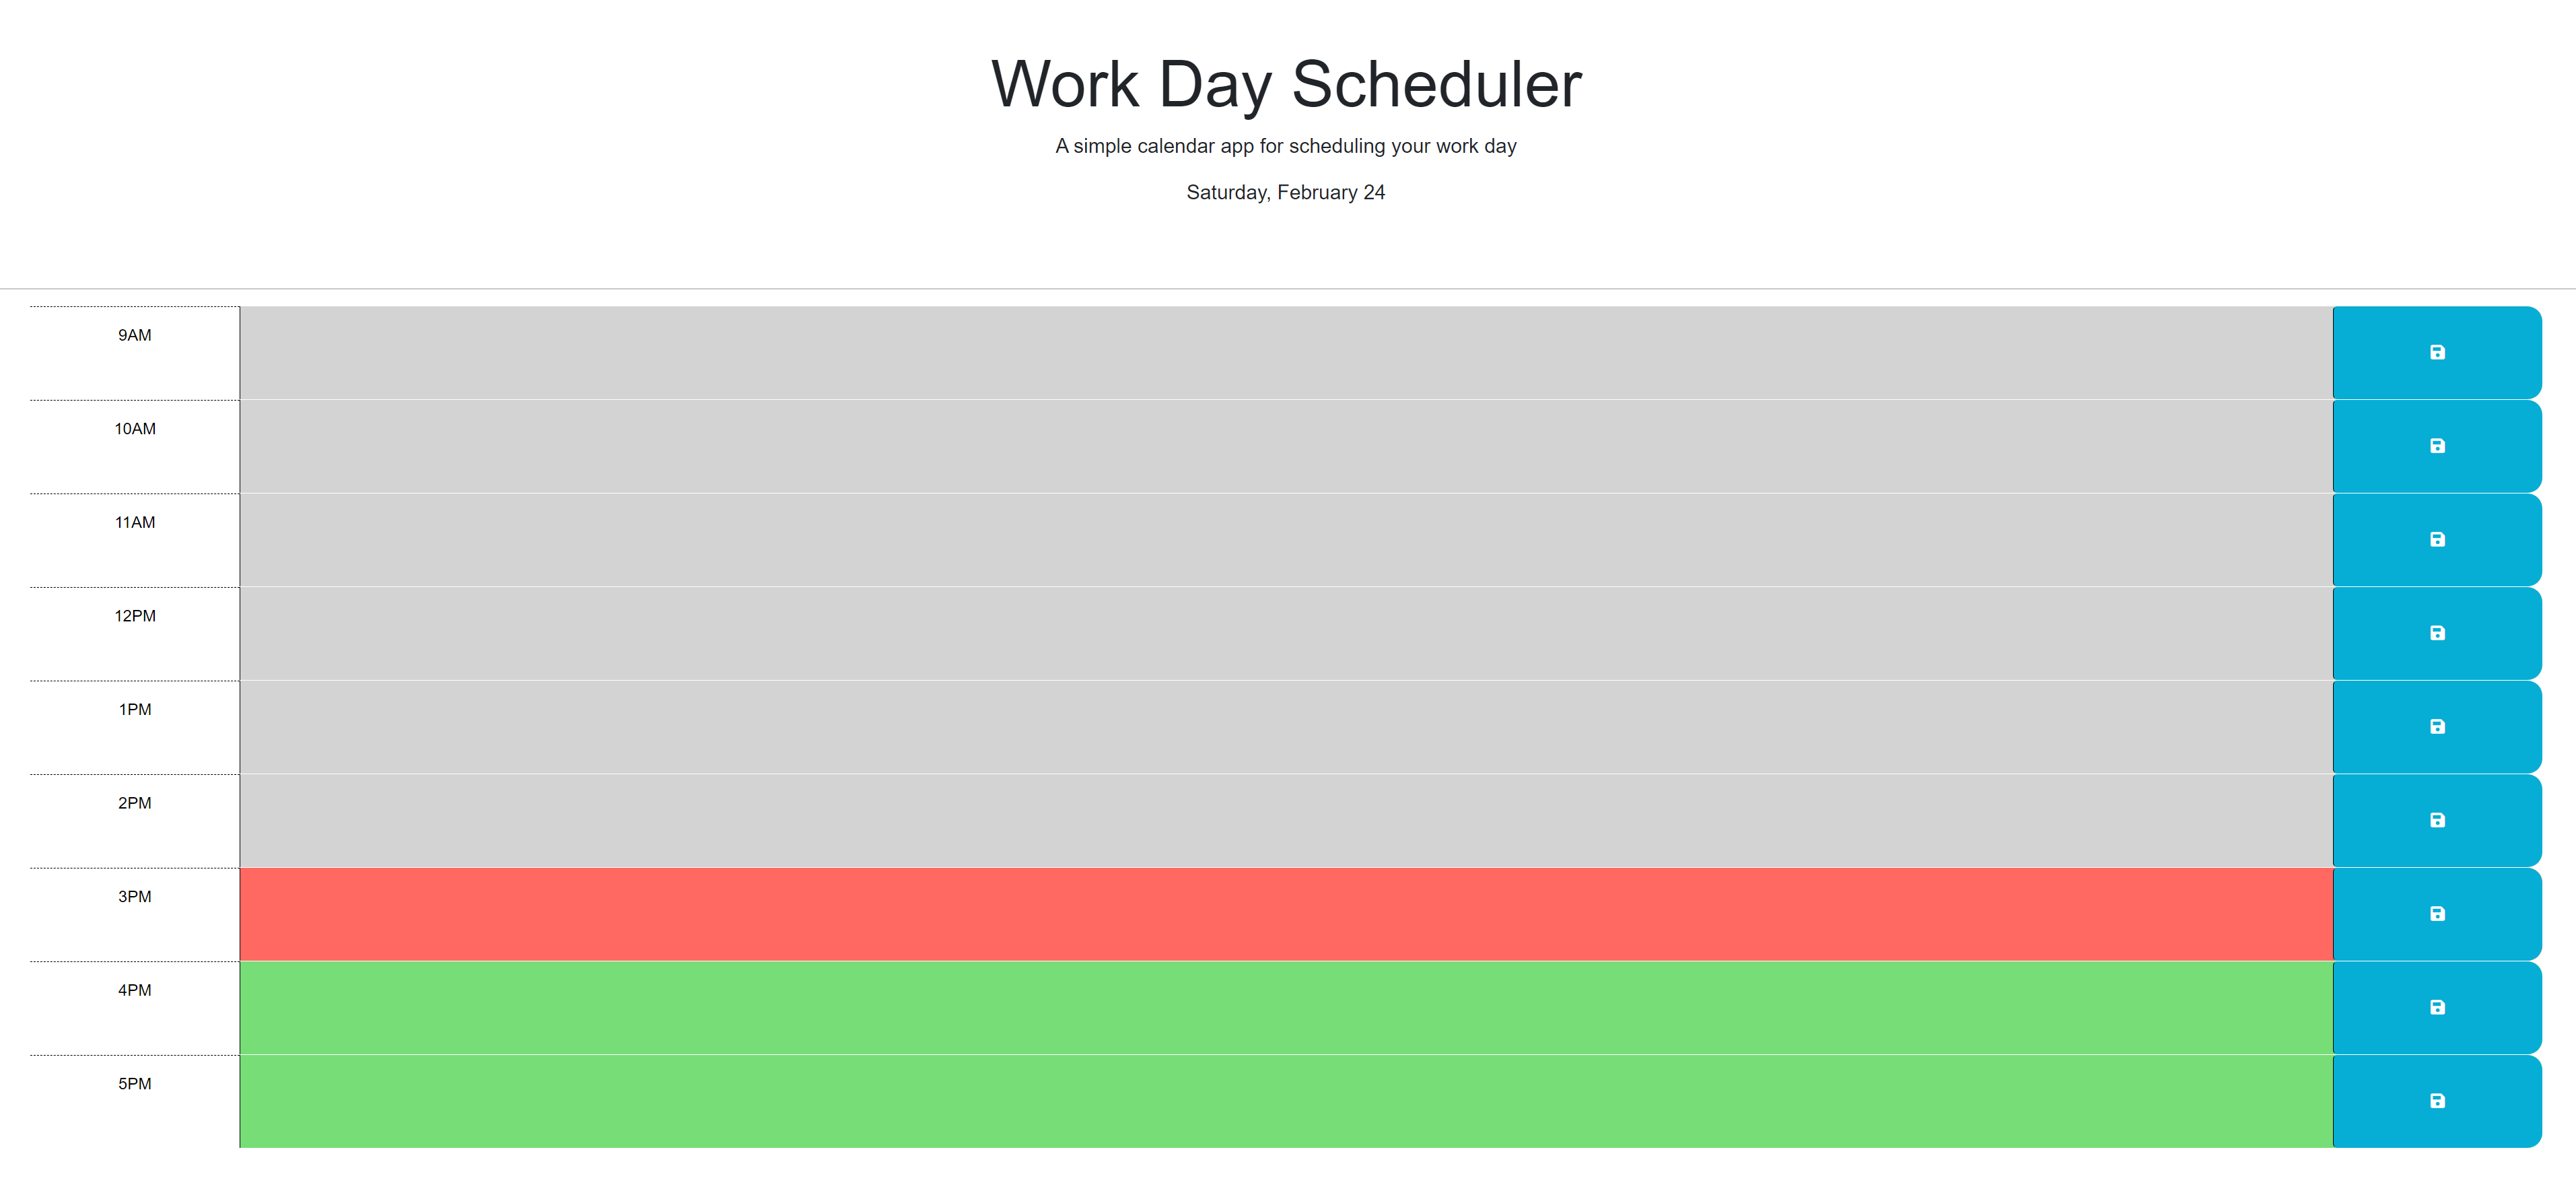 Work Day Scheduler
A simple calendar app for scheduling your work day
Saturday, February 24
9AM
10AM
11AM
12PM
1PM
2PM
3PM
4PM
5PM